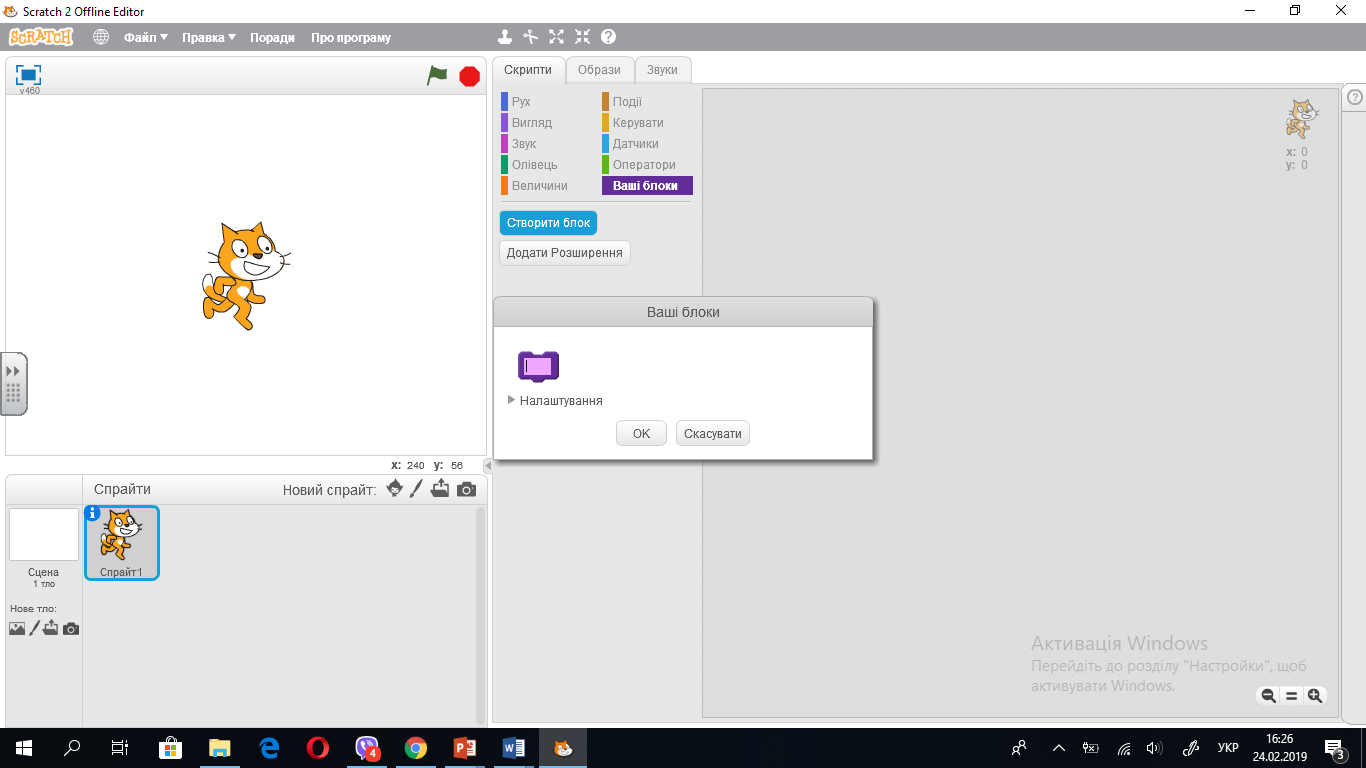 Scratch 2 Offline Editor
SCRATCH Файл Правка Поради Про програму
v460
Скрипти Образи Звуки
Рух Події
Вигляд Керувати
Звук Датчики
Олівець Оператори
Величини Ваші блоки
Створити блок
Додати Розширення
x: 0
y: 0
Ваші блоки
Налаштування
OK Скасувати
x: 240 y: 56
Спрайти Новий спрайт:
Спрайт1
Сцена
1 тло
Нове тло:
Активація Windows
Перейдіть до розділу "Настройки", щоб
активувати Windows.
4
УКР
16:26
24.02.2019
3